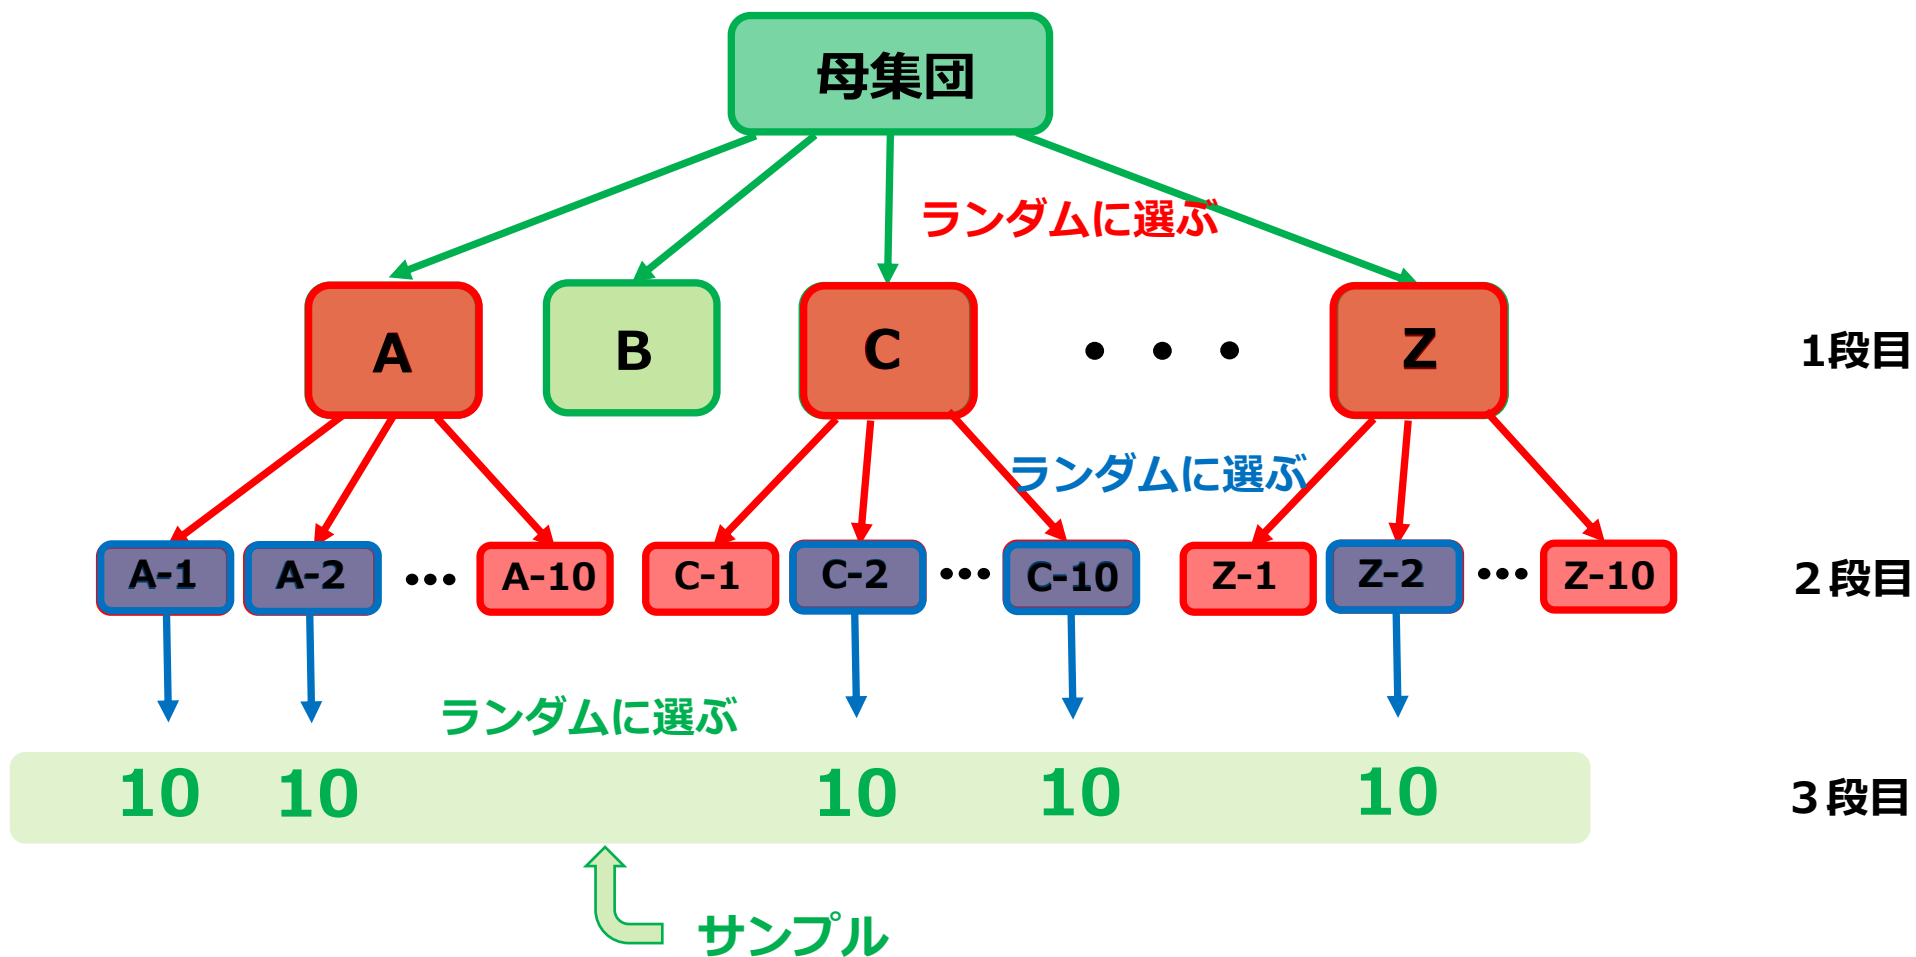 母集団
ランダムに選ぶ
A B C ・・・ Z 1段目
ランダムに選ぶ
A-1 A-2 ••• A-10 C-1 C-2 ••• C-10 Z-1 Z-2 ••• Z-10 2段目
ランダムに選ぶ
10 10 10 10 10 3段目
サンプル